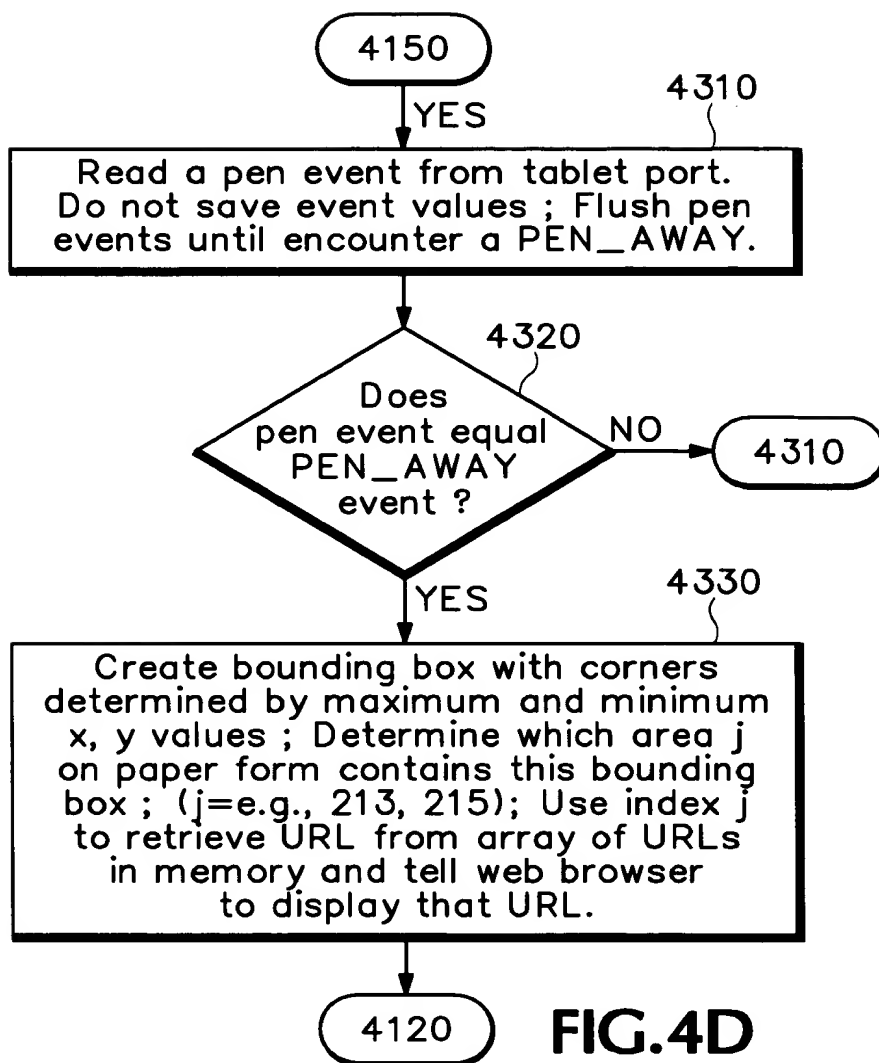 4150
YES
4310
Read a pen event from tablet port.
Do not save event values ; Flush pen
events until encounter a PEN_AWAY.
4320
Does
pen event equal
PEN_AWAY
event ?
NO
4310
YES
4330
Create bounding box with corners
determined by maximum and minimum
x, y values ; Determine which area j
on paper form contains this bounding
box ; (j=e.g., 213, 215); Use index j
to retrieve URL from array of URLs
in memory and tell web browser
to display that URL.
4120
FIG.4D